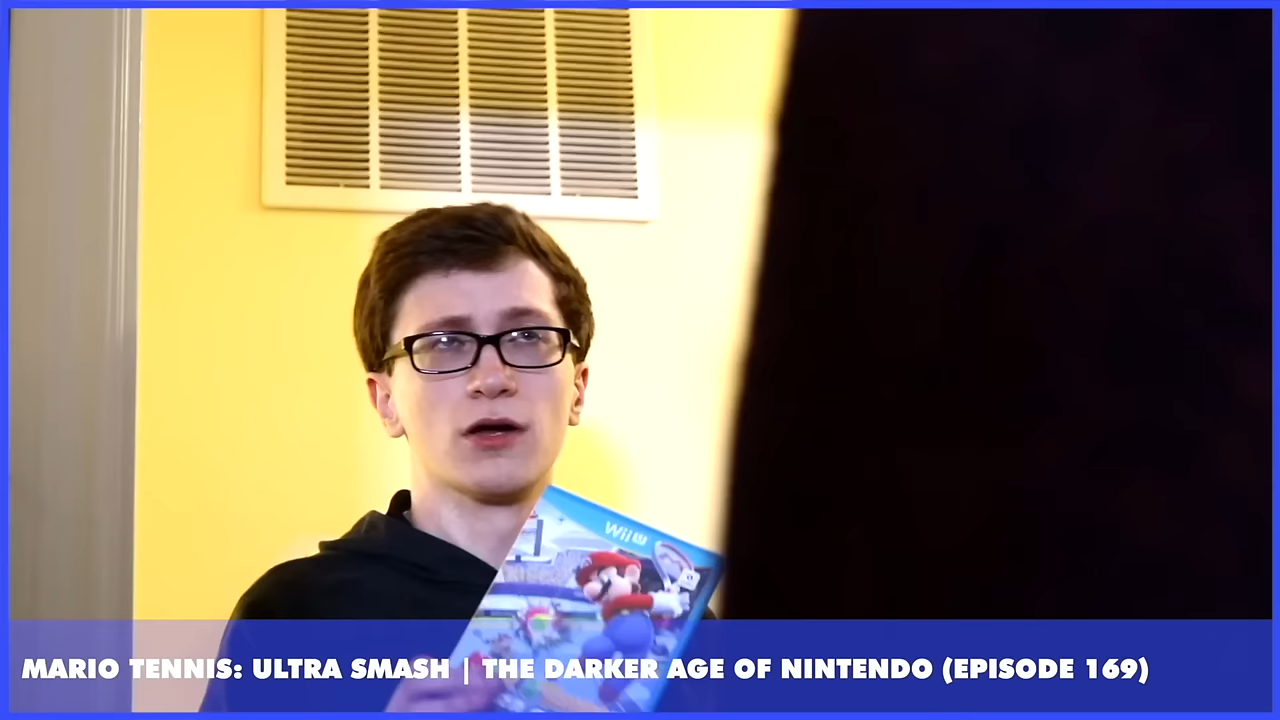 Wii U
MARIO TENNIS: ULTRA SMASH | THE DARKER AGE OF NINTENDO (EPISODE 169)